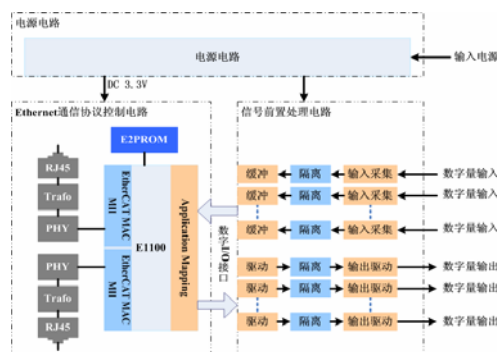 电源电路
电源电路
输入电源
DC 3.3V
Ethernet通信协议控制电路
信号前置处理电路
E2PROM
RJ45
Trafo
PHY
PHY
Trafo
RJ45
EtherCAT MAC
MII
EtherCAT MAC
MII
E1100
Application Mapping
数字I/O接口
缓冲
隔离
输入采集
数字量输入
缓冲
隔离
输入采集
数字量输入
缓冲
隔离
输入采集
数字量输入
驱动
隔离
输出驱动
数字量输出
驱动
隔离
输出驱动
数字量输出
驱动
隔离
输出驱动
数字量输出